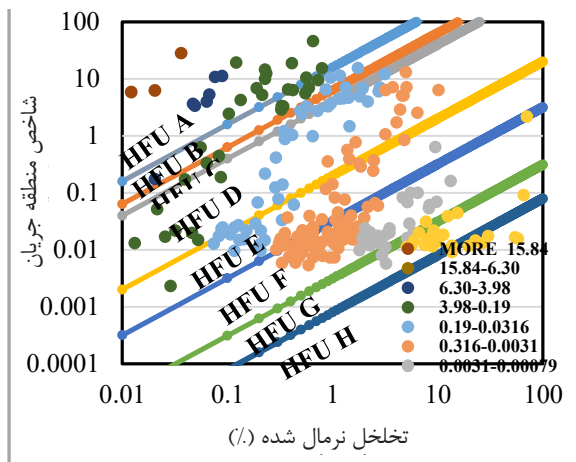 100
10
1
0.1
0.01
0.001
0.0001
شاخص منطقه جریان
HFU A
HFU B
HFU C
HFU D
HFU E
HFU F
HFU G
HFU H
MORE 15.84
15.84-6.30
6.30-3.98
3.98-0.19
0.19-0.0316
0.316-0.0031
0.0031-0.00079
0.01
0.1
1
10
100
تخلخل نرمال شده (٪)